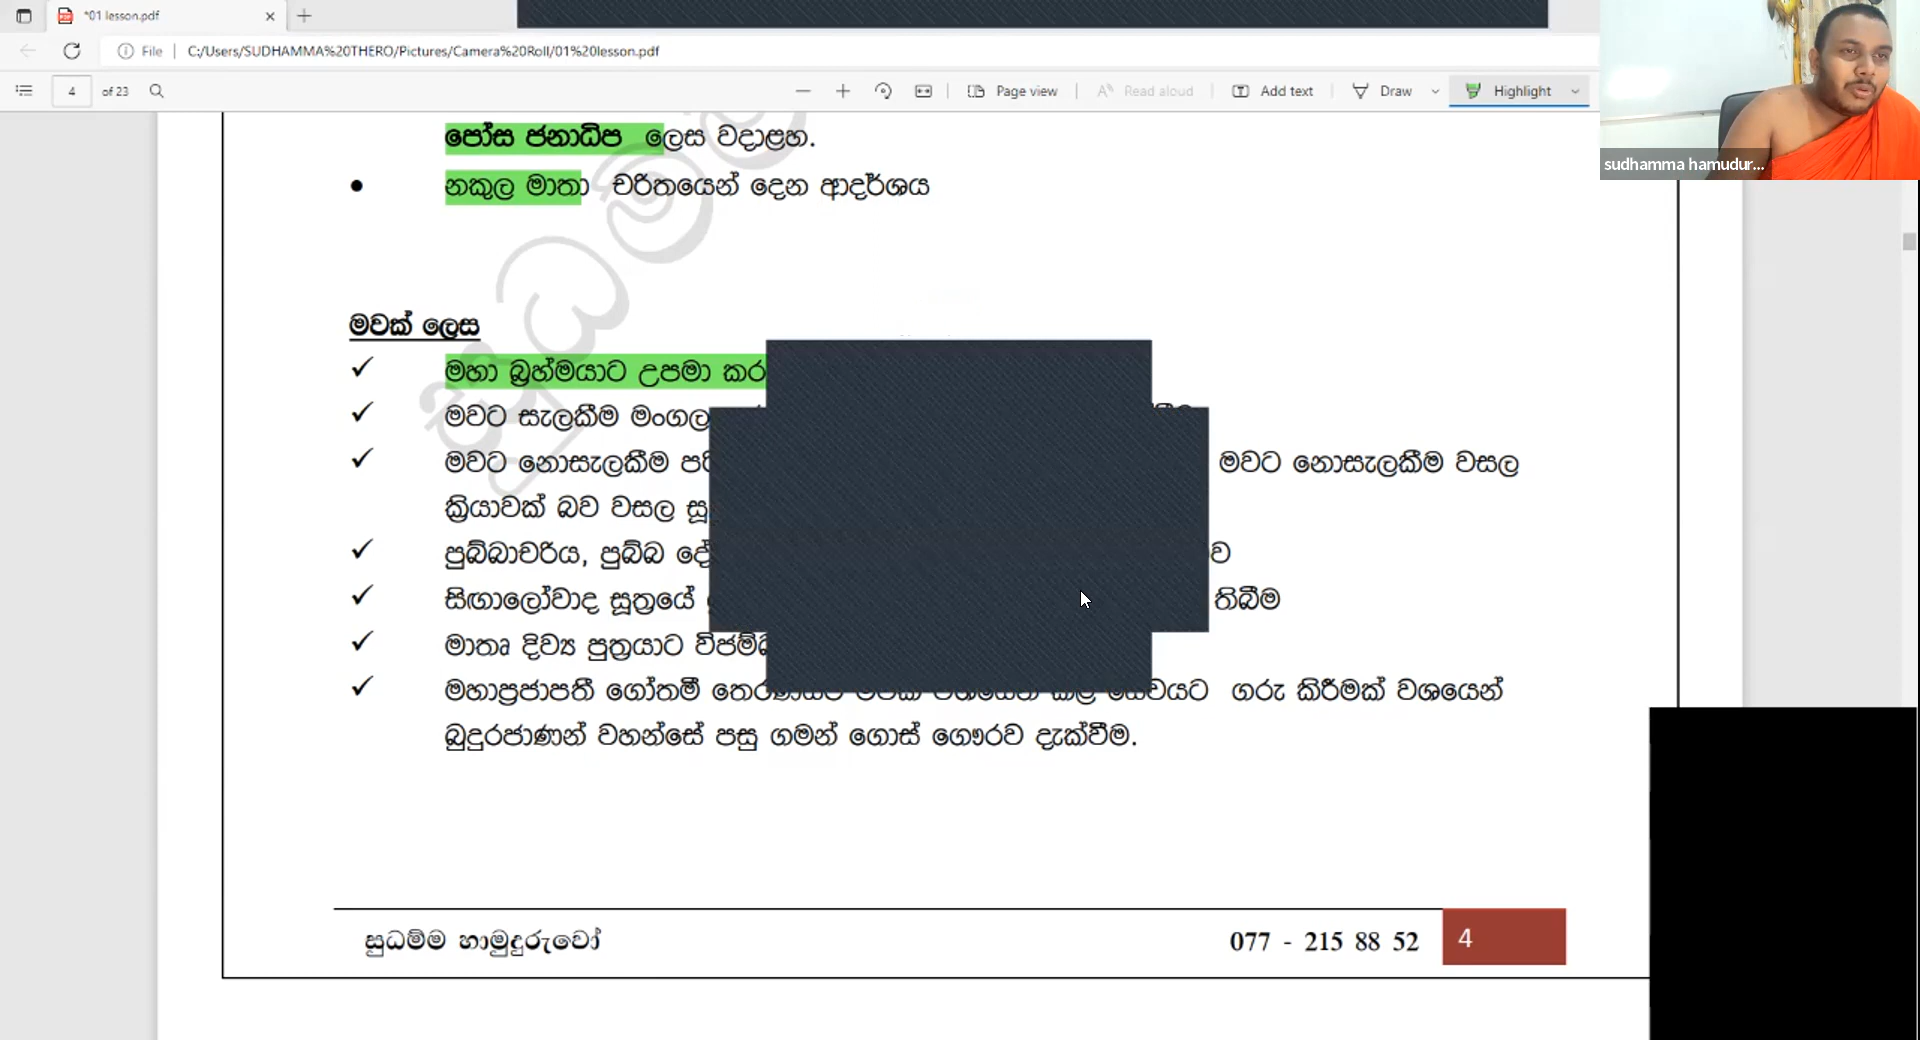 *01 lesson.pdf
File C:/Users/SUDHAMMA%20THERO/Pictures/Camera%20Roll/01%20lesson.pdf
4 of 23 Page view Read aloud Add text Draw Highlight
sudhamma hamudur...
පෝස ජනාධිප ලෙස වදාළහ.
• නකුල මාතා චරිතයෙන් දෙන ආදර්ශය
මවක් ලෙස
✓ මහා බ්‍රහ්මයාට උපමා කර
✓ මවට සැලකීම
✓ මවට නොසැලකීම මවට නොසැලකීම වසල
ක්‍රියාවක් බව වසල
✓ පුබ්බාචරිය, පුබ්බ
✓ සිඟාලෝවාද සූත්‍රයේ තිබීම
✓ මාතෘ දිව්‍ය පුත්‍රයාට
✓ මහාප්‍රජාපතී ගෝතමී ගරු කිරීමක් වශයෙන්
බුදුරජාණන් වහන්සේ පසු ගමන් ගොස් ගෞරව දැක්වීම.
සුධම්ම හාමුදුරුවෝ 077 - 215 88 52 4